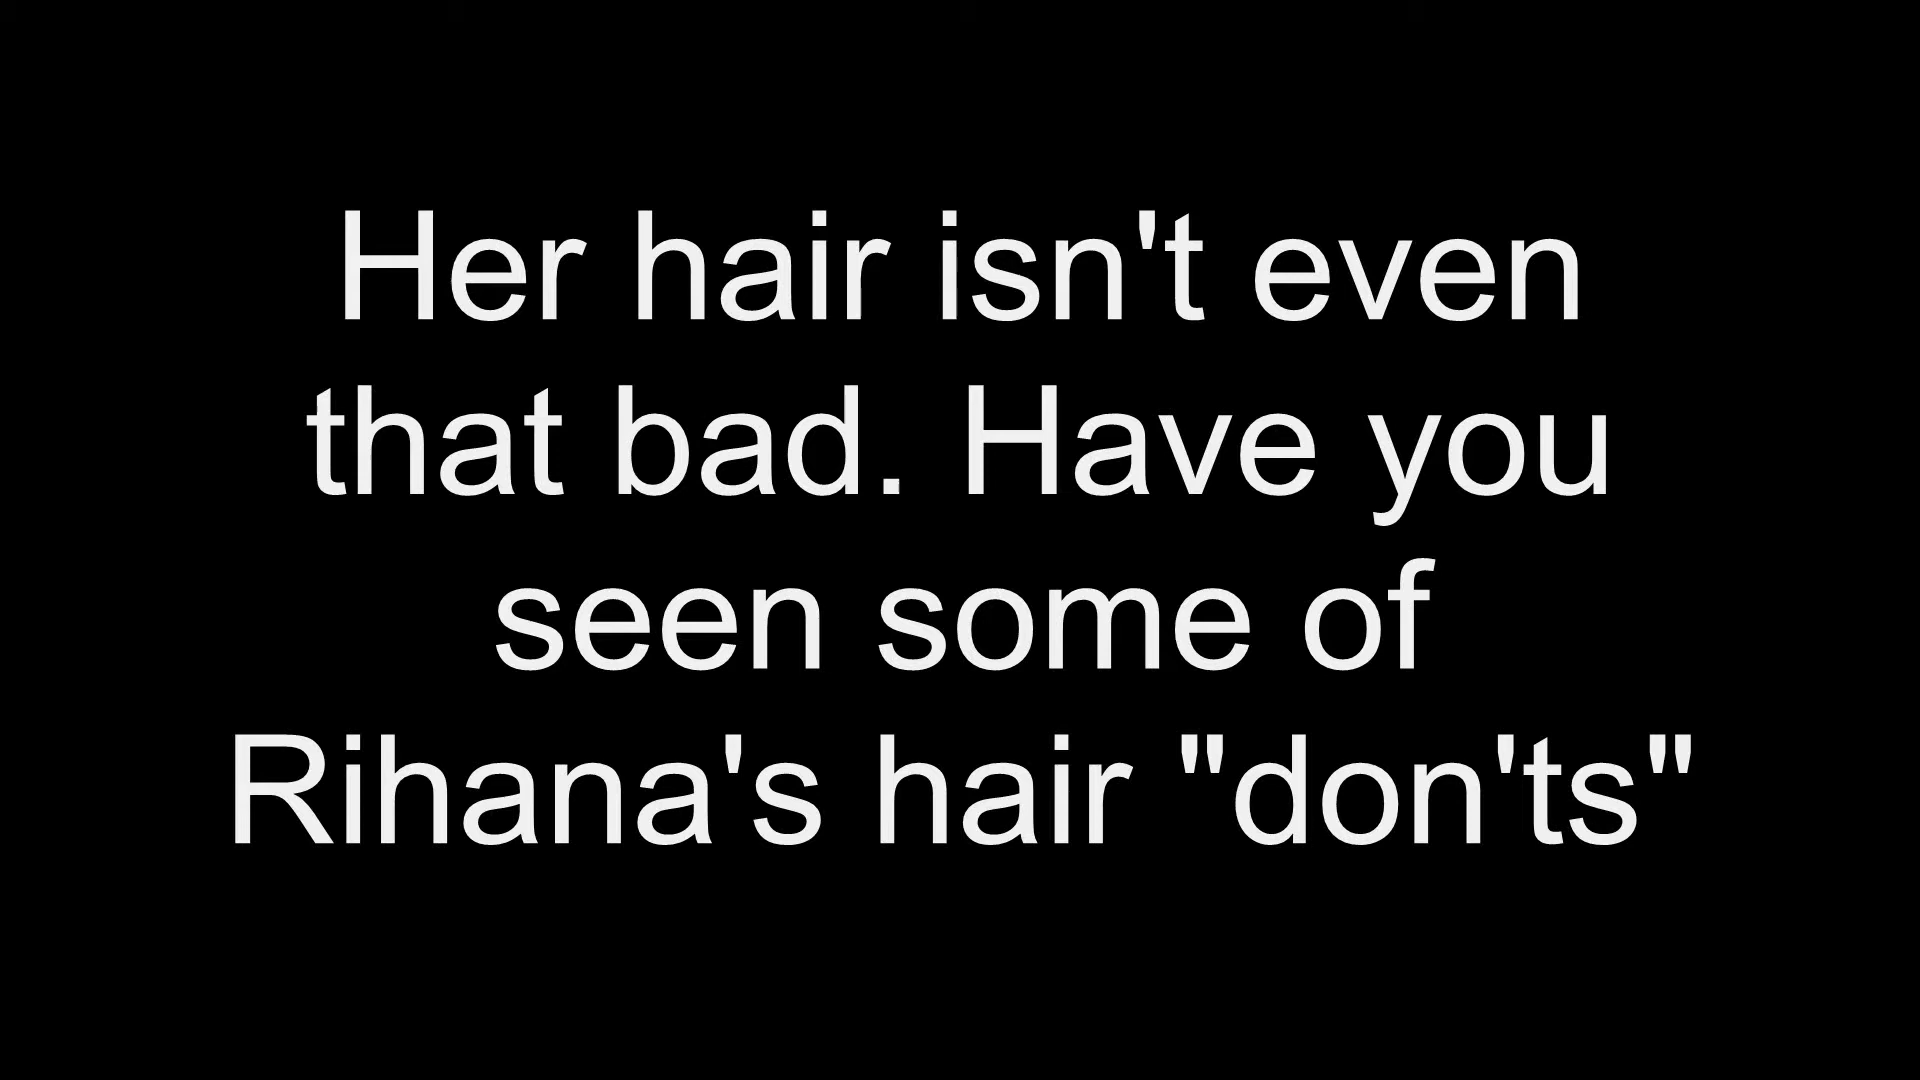 Her hair isn't even
that bad. Have you
seen some of
Rihana's hair "don'ts"